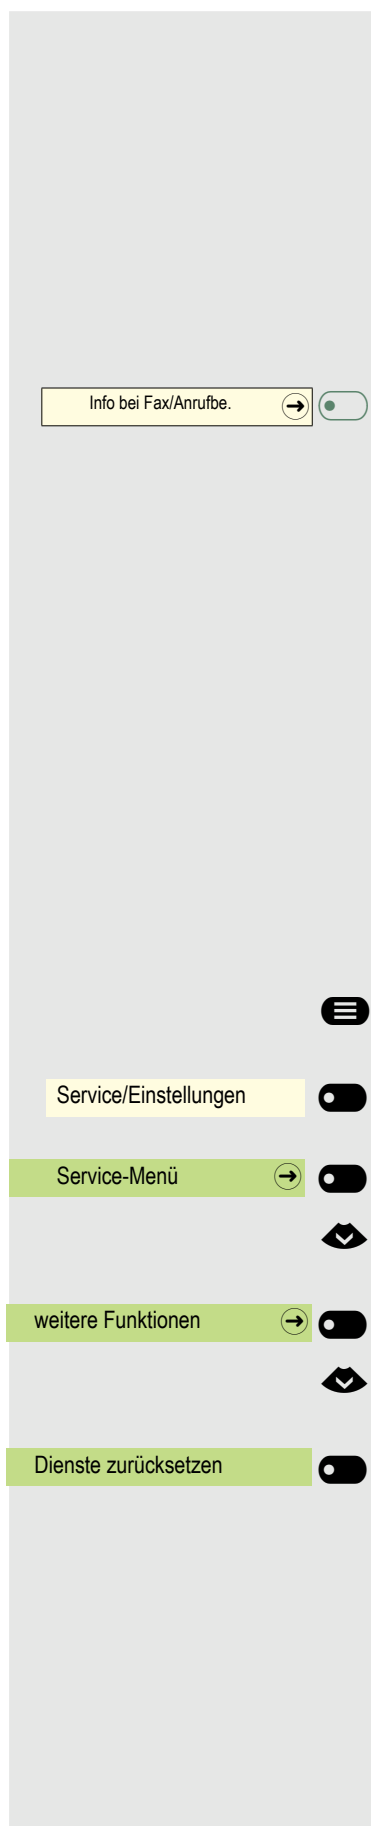 Info bei Fax/Anrufbe.
Service/Einstellungen
Service-Menü
weitere Funktionen
Dienste zurücksetzen